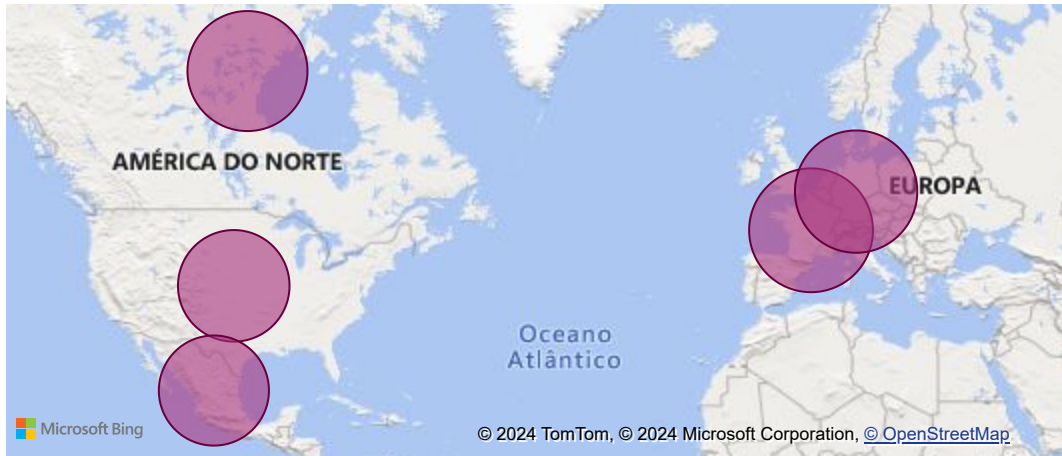 AMÉRICA DO NORTE
EUROPA
Oceano
Atlântico
Microsoft Bing
© 2024 TomTom, © 2024 Microsoft Corporation, © OpenStreetMap